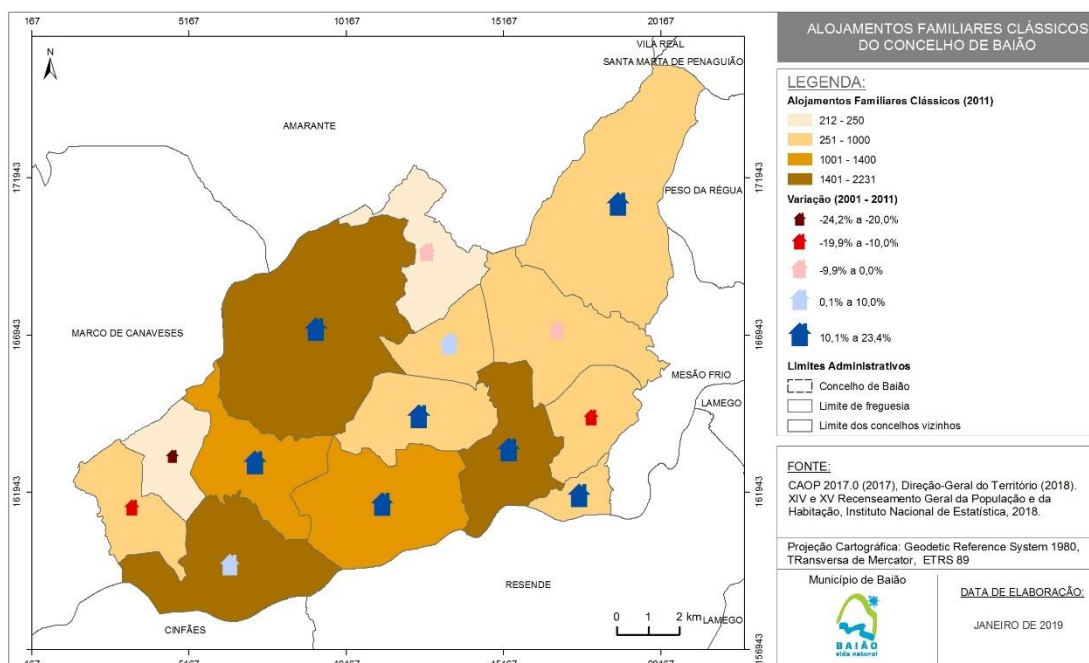 167
5167
10167
15167
20167
VILA REAL
SANTA MARTA DE PENAGUIÃO
N
AMARANTE
171943
171943
PESO DA RÉGUA
MARCO DE CANAVESES
166943
166943
MESÃO FRIO
LAMEGO
161943
161943
RESENDE
CINFÃES
0 1 2 km
LAMEGO
156943
167
5167
10167
15167
20167
ALOJAMENTOS FAMILIARES CLÁSSICOS
DO CONCELHO DE BAIÃO
LEGENDA:
Alojamentos Familiares Clássicos (2011)
212 - 250
251 - 1000
1001 - 1400
1401 - 2231
Variação (2001 - 2011)
-24,2% a -20,0%
-19,9% a -10,0%
-9,9% a 0,0%
0,1% a 10,0%
10,1% a 23,4%
Limites Administrativos
Concelho de Baião
Limite de freguesia
Limite dos concelhos vizinhos
FONTE:
CAOP 2017.0 (2017), Direção-Geral do Território (2018).
XIV e XV Recenseamento Geral da População e da
Habitação, Instituto Nacional de Estatística, 2018.
Projeção Cartográfica: Geodetic Reference System 1980,
TRansversa de Mercator, ETRS 89
Município de Baião
BAIÃO
vida natural
DATA DE ELABORAÇÃO:
JANEIRO DE 2019